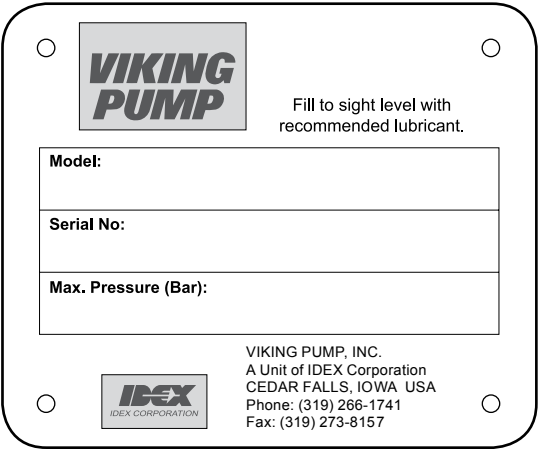 VIKING
PUMP
Fill to sight level with
recommended lubricant.
Model:
Serial No:
Max. Pressure (Bar):
IDEX
IDEX CORPORATION
VIKING PUMP, INC.
A Unit of IDEX Corporation
CEDAR FALLS, IOWA  USA
Phone: (319) 266-1741
Fax: (319) 273-8157